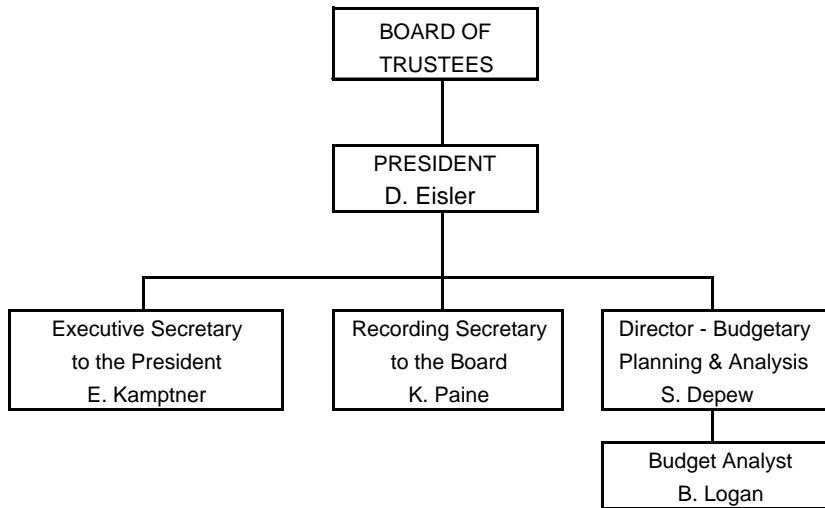 BOARD OF
TRUSTEES
PRESIDENT
D. Eisler
Executive Secretary
to the President
E. Kamptner
Recording Secretary
to the Board
K. Paine
Director - Budgetary
Planning & Analysis
S. Depew
Budget Analyst
B. Logan